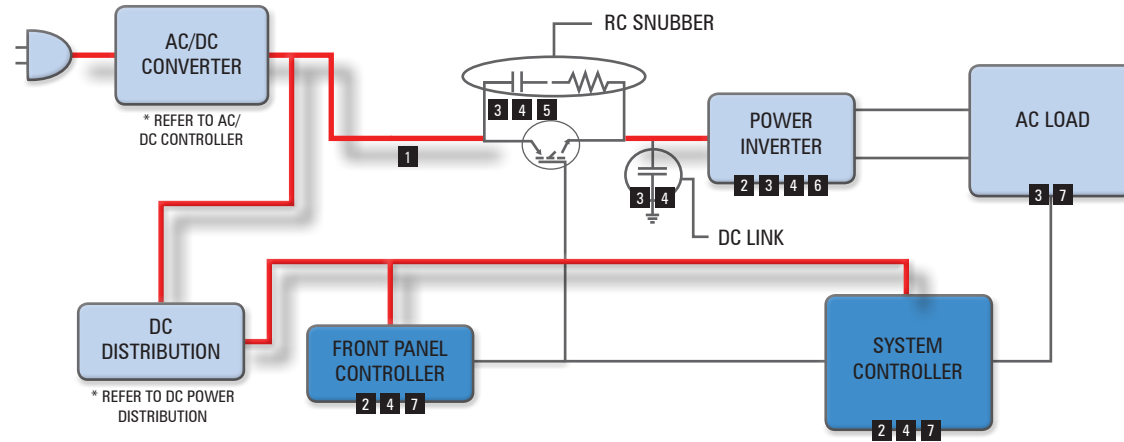 RC SNUBBER
AC/DC
CONVERTER
* REFER TO AC/
DC CONTROLLER
3 4 5
1
POWER
INVERTER
2 3 4 6
AC LOAD
3 7
3 4
DC LINK
DC
DISTRIBUTION
* REFER TO DC POWER
DISTRIBUTION
FRONT PANEL
CONTROLLER
2 4 7
SYSTEM
CONTROLLER
2 4 7